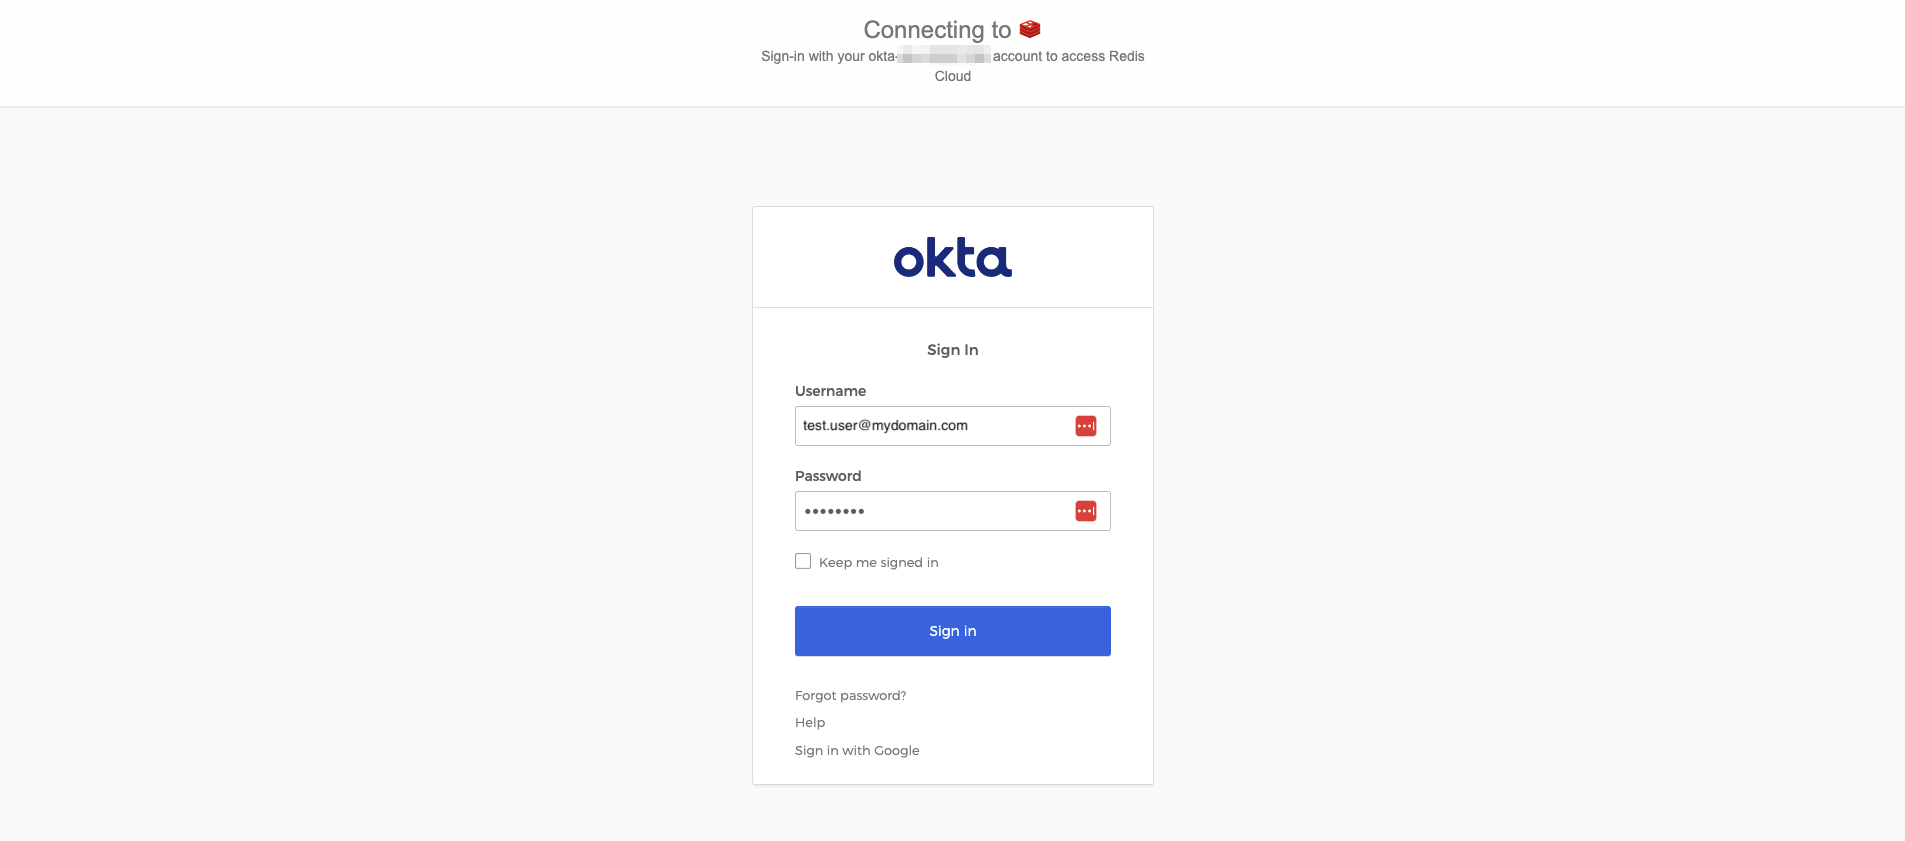 Connecting to
Sign-in with your okta- account to access Redis
Cloud
okta
Sign In
Username
test.user@mydomain.com
Password
••••••••
Keep me signed in
Sign in
Forgot password?
Help
Sign in with Google